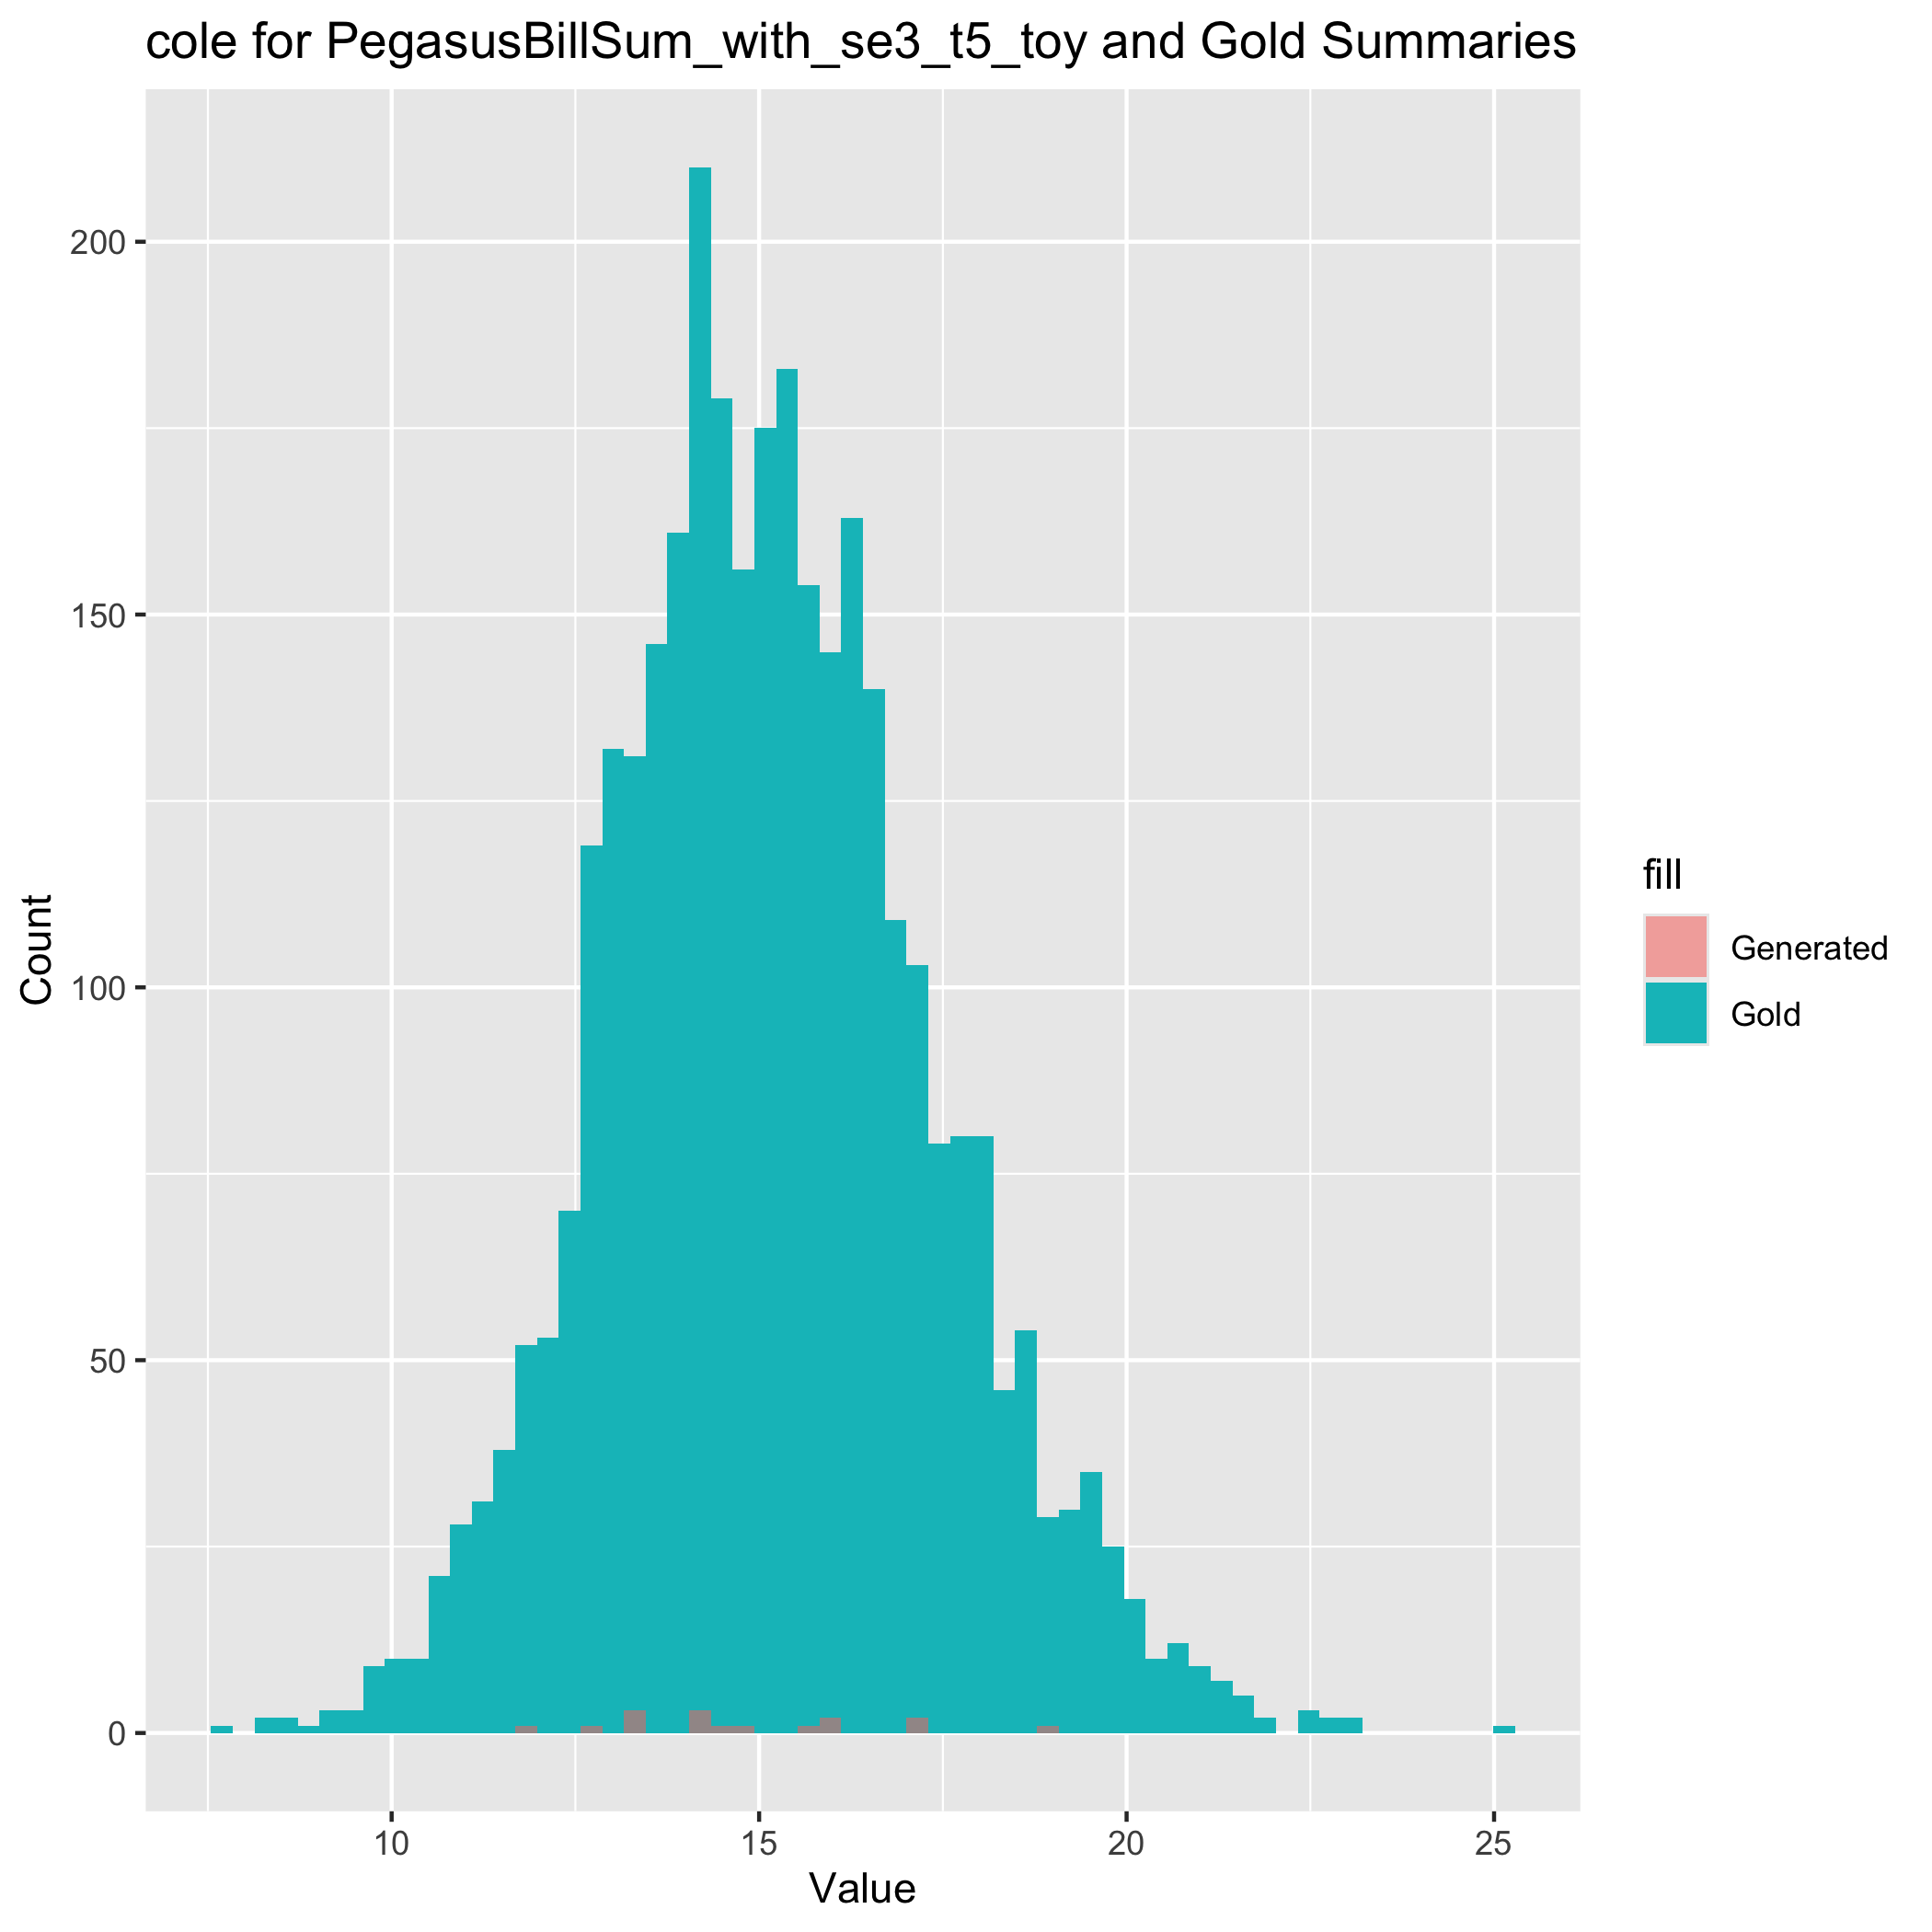 cole for PegasusBillSum_with_se3_t5_toy and Gold Summaries
200
150
100
50
0
Count
10 15 20 25
Value
fill
Generated
Gold